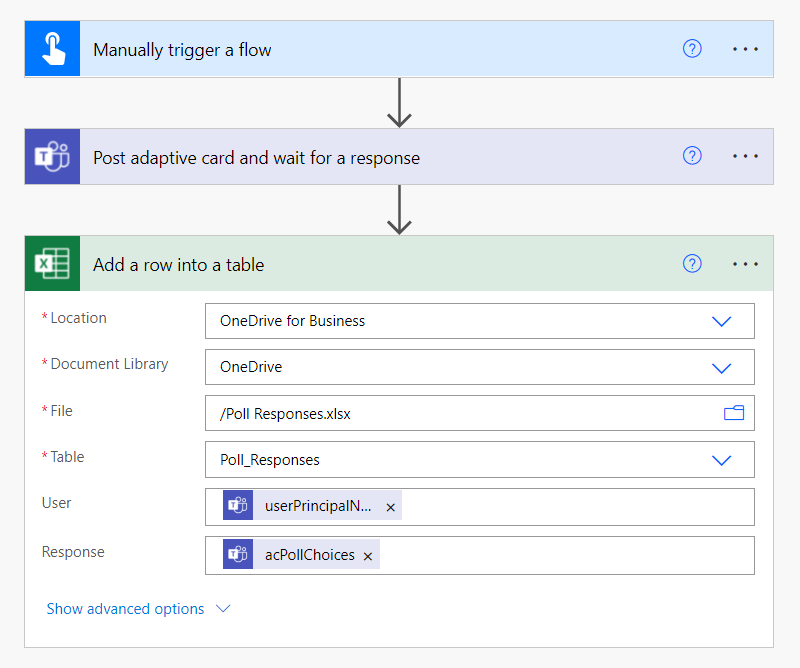 Manually trigger a flow
Post adaptive card and wait for a response
Add a row into a table
* Location
OneDrive for Business
* Document Library
OneDrive
* File
/Poll Responses.xlsx
* Table
Poll_Responses
User
userPrincipalN... ×
Response
acPollChoices ×
Show advanced options